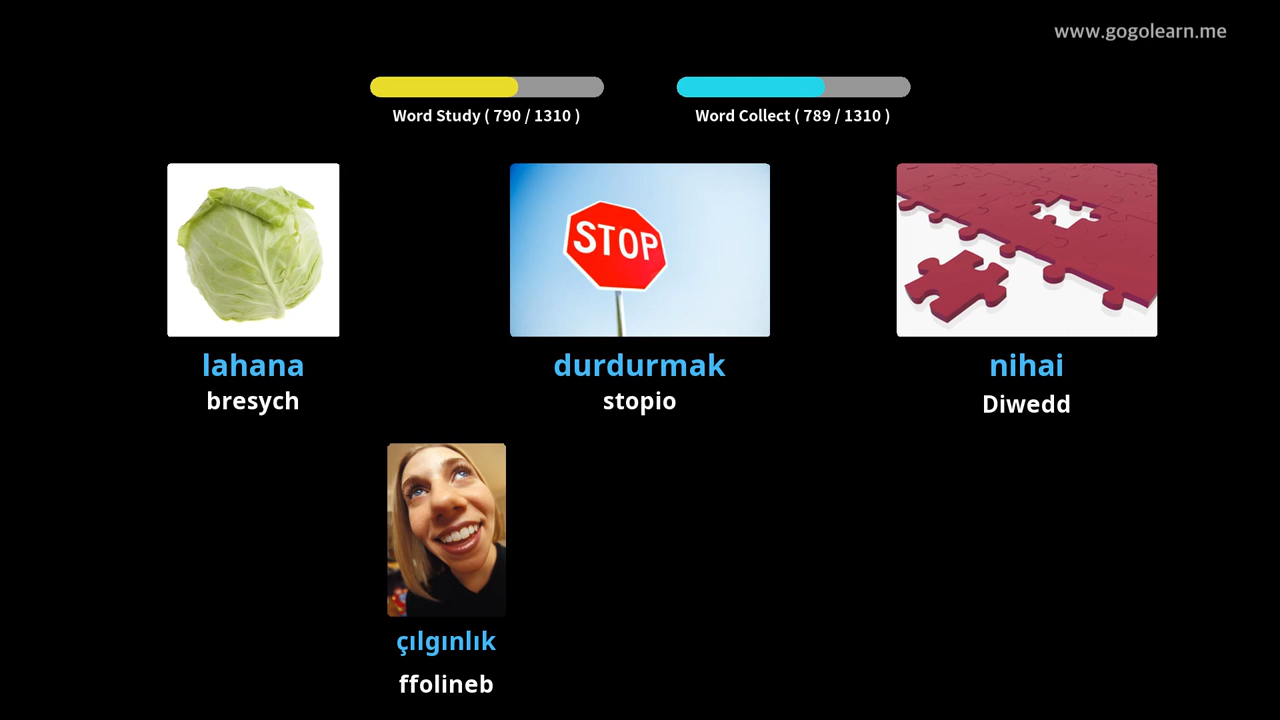 www.gogolearn.me
Word Study ( 790 / 1310 )
Word Collect ( 789 / 1310 )
STOP
lahana
bresych
durdurmak
stopio
nihai
Diwedd
çılgınlık
ffolineb